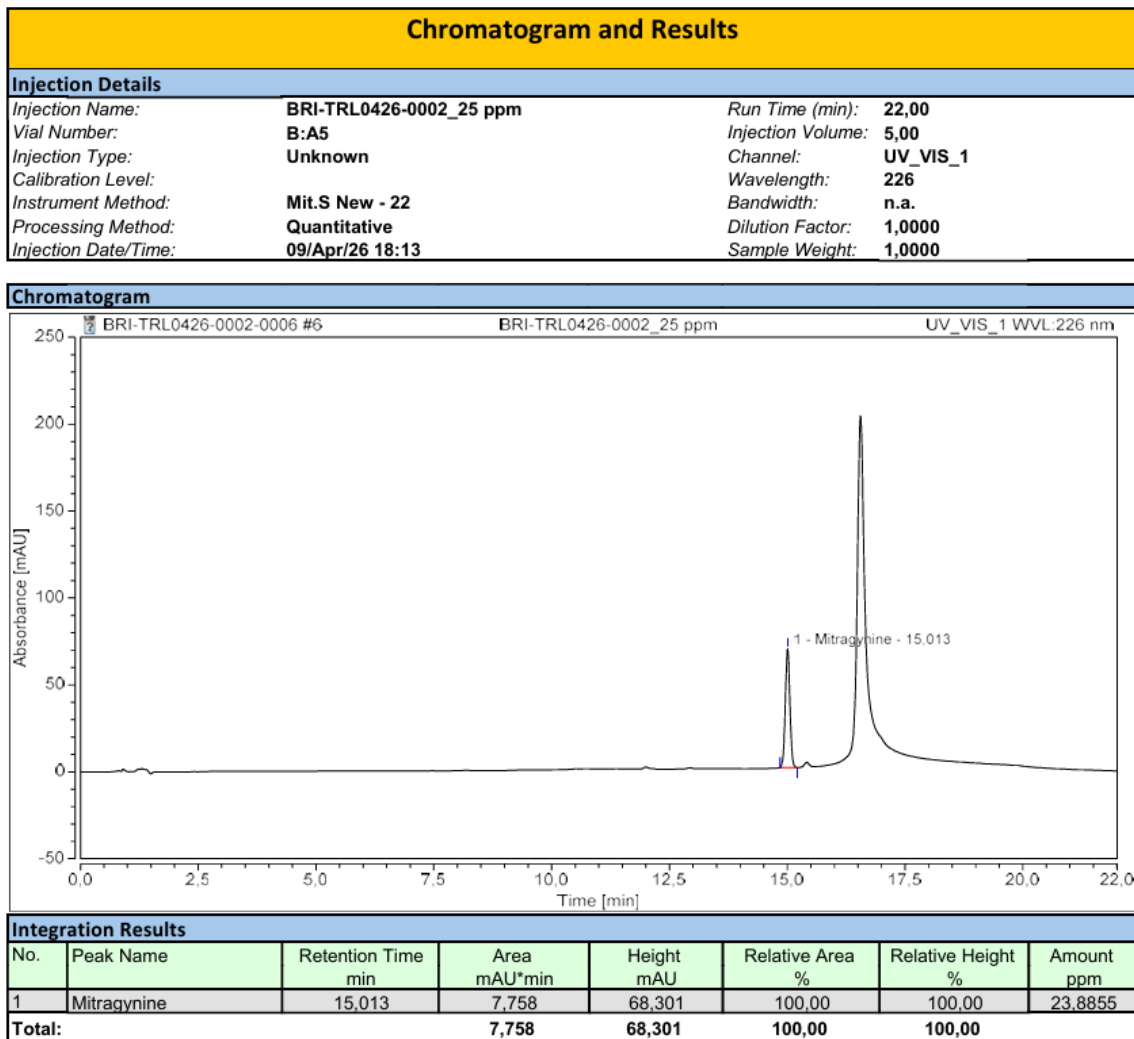 Chromatogram and Results
Injection Details
Injection Name: BRI-TRL0426-0002_25 ppm Run Time (min): 22,00
Vial Number: B:A5 Injection Volume: 5,00
Injection Type: Unknown Channel: UV_VIS_1
Calibration Level: Wavelength: 226
Instrument Method: Mit.S New - 22 Bandwidth: n.a.
Processing Method: Quantitative Dilution Factor: 1,0000
Injection Date/Time: 09/Apr/26 18:13 Sample Weight: 1,0000
Chromatogram
BRI-TRL0426-0002-0006 #6 BRI-TRL0426-0002_25 ppm UV_VIS_1 WVL:226 nm
250
200
150
100
50
0
-50
Absorbance [mAU]
1 - Mitragynine - 15,013
0,0 2,5 5,0 7,5 10,0 12,5 15,0 17,5 20,0 22,0
Time [min]
Integration Results
No. Peak Name Retention Time Area Height Relative Area Relative Height Amount
min mAU*min mAU % % ppm
1 Mitragynine 15,013 7,758 68,301 100,00 100,00 23,8855
Total: 7,758 68,301 100,00 100,00